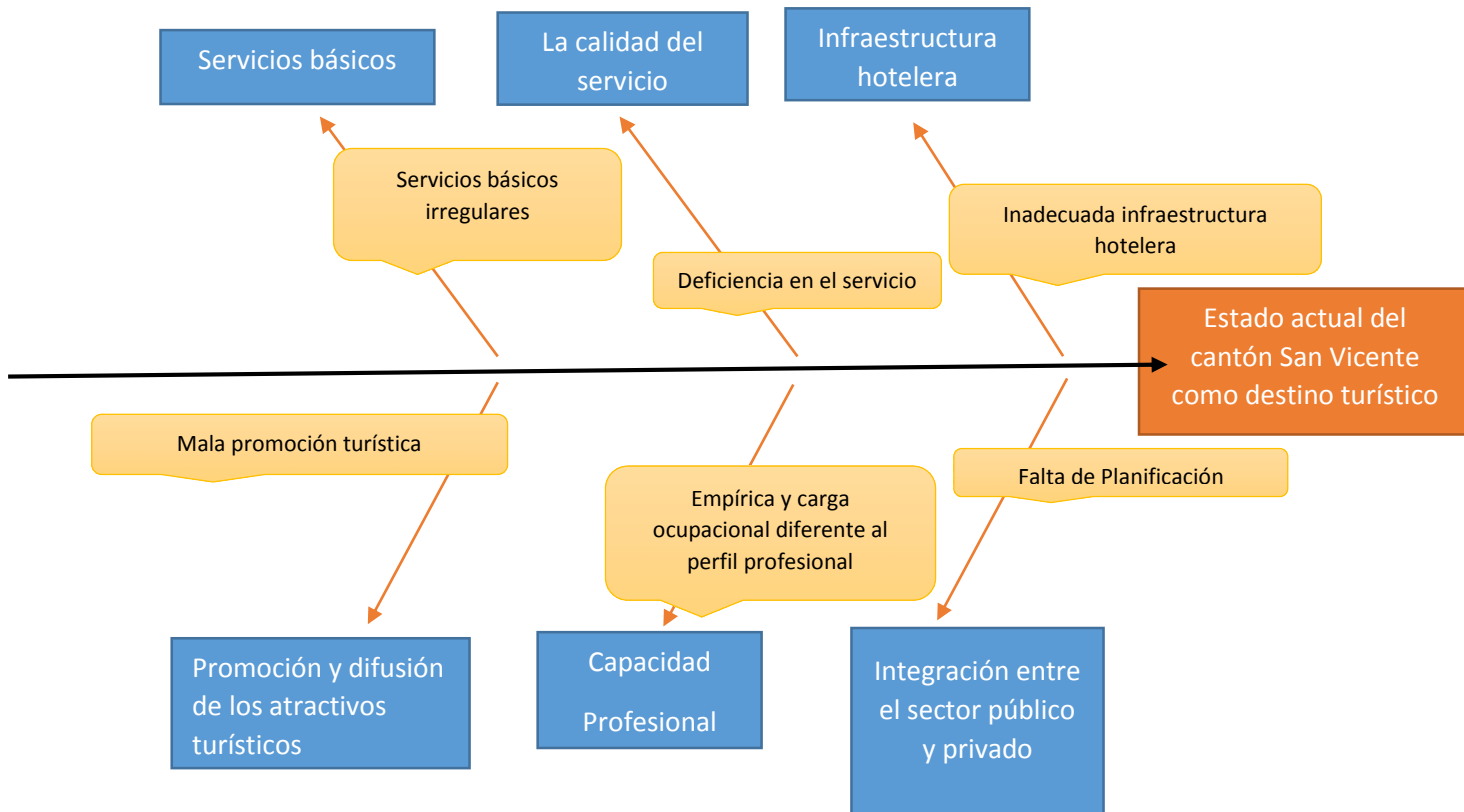 Servicios básicos
La calidad del
servicio
Infraestructura
hotelera
Servicios básicos
irregulares
Deficiencia en el servicio
Inadecuada infraestructura
hotelera
Estado actual del
cantón San Vicente
como destino turístico
Mala promoción turística
Empírica y carga
ocupacional diferente al
perfil profesional
Falta de Planificación
Promoción y difusión
de los atractivos
turísticos
Capacidad
Profesional
Integración entre
el sector público
y privado